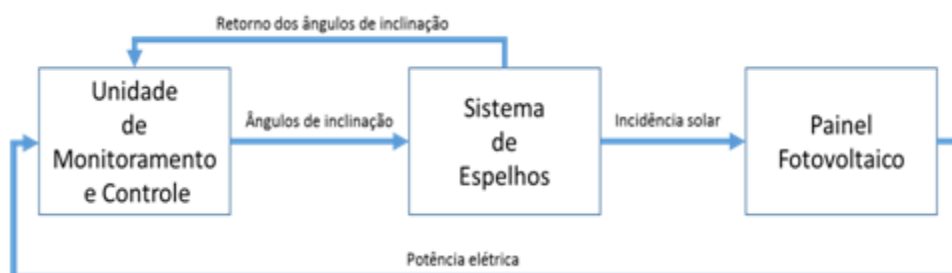 Retorno dos ângulos de inclinação
Unidade
de
Monitoramento
e Controle
Ângulos de inclinação
Sistema
de
Espelhos
Incidência solar
Painel
Fotovoltaico
Potência elétrica